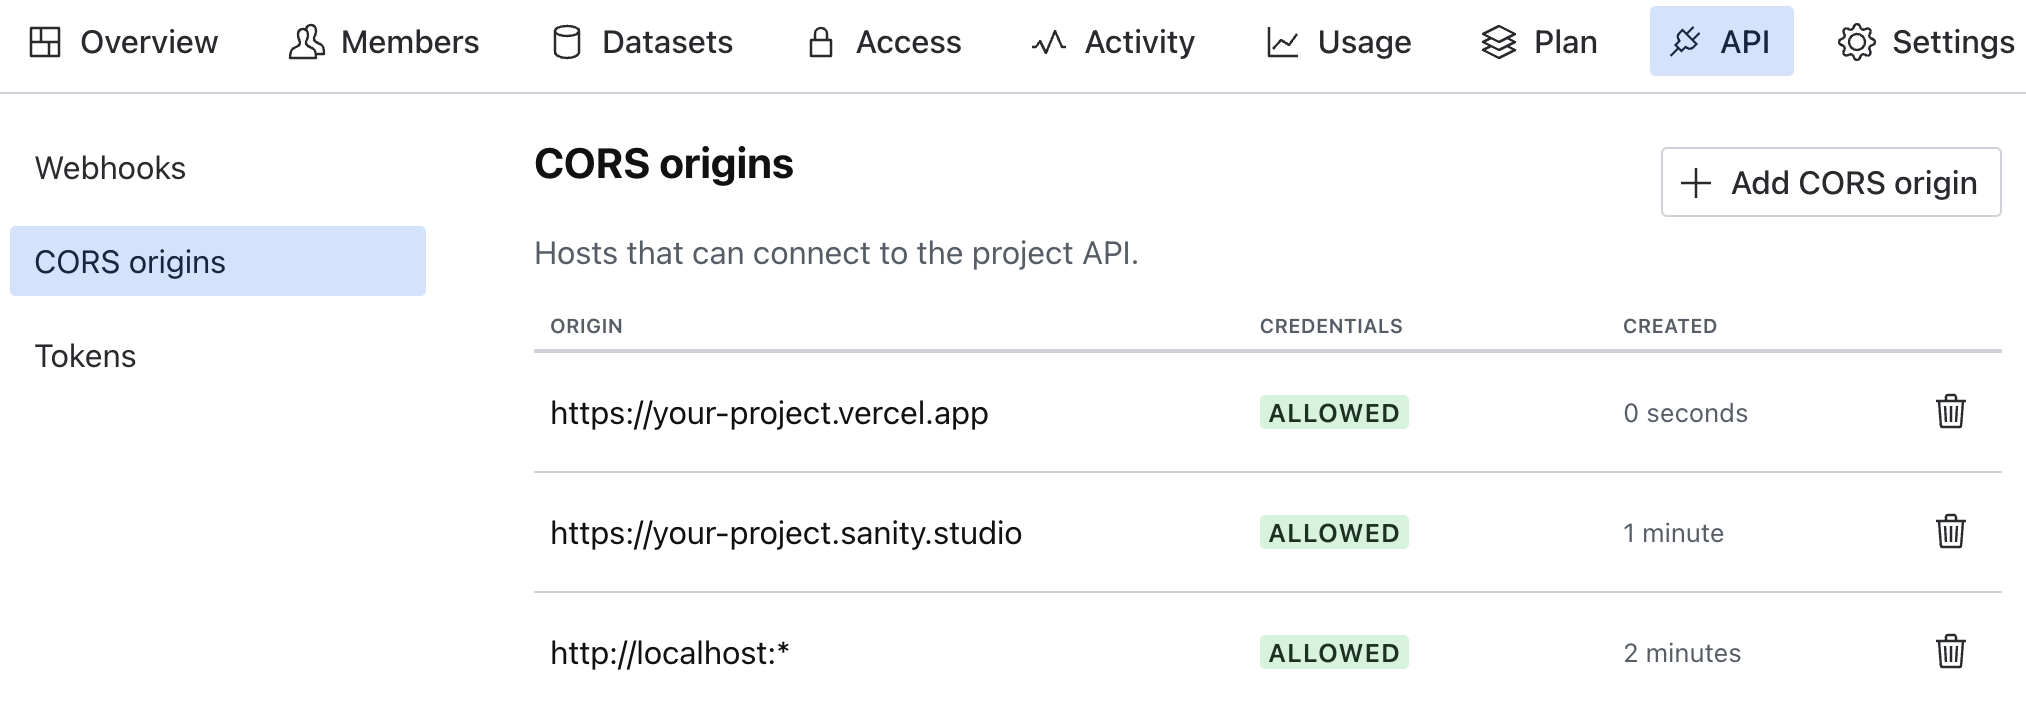 Overview Members Datasets Access Activity Usage Plan API Settings
Webhooks
CORS origins
Tokens
CORS origins
Add CORS origin
Hosts that can connect to the project API.
ORIGIN CREDENTIALS CREATED
https://your-project.vercel.app ALLOWED 0 seconds
https://your-project.sanity.studio ALLOWED 1 minute
http://localhost:* ALLOWED 2 minutes